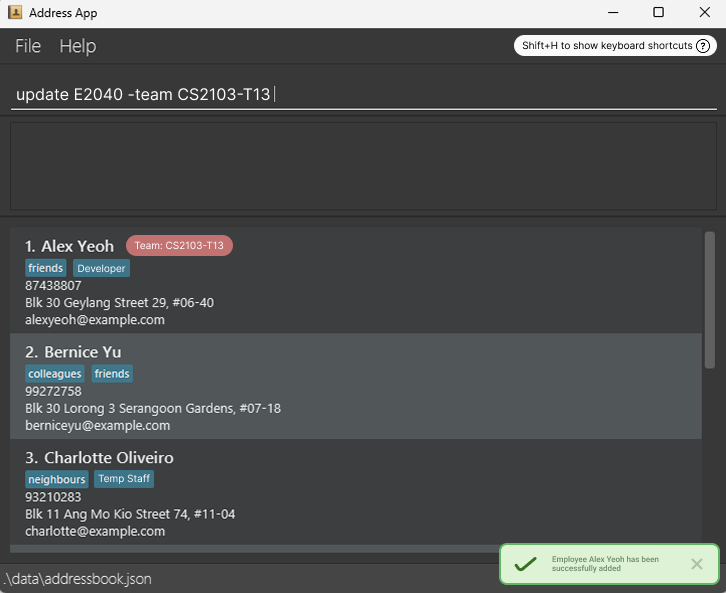 Address App
File Help
Shift+H to show keyboard shortcuts ?
update E2040 -team CS2103-T13
1. Alex Yeoh Team: CS2103-T13
friends Developer
87438807
Blk 30 Geylang Street 29, #06-40
alexyeoh@example.com
2. Bernice Yu
colleagues friends
99272758
Blk 30 Lorong 3 Serangoon Gardens, #07-18
berniceyu@example.com
3. Charlotte Oliveiro
neighbours Temp Staff
93210283
Blk 11 Ang Mo Kio Street 74, #11-04
charlotte@example.com
Employee Alex Yeoh has been
successfully added
.\data\addressbook.json